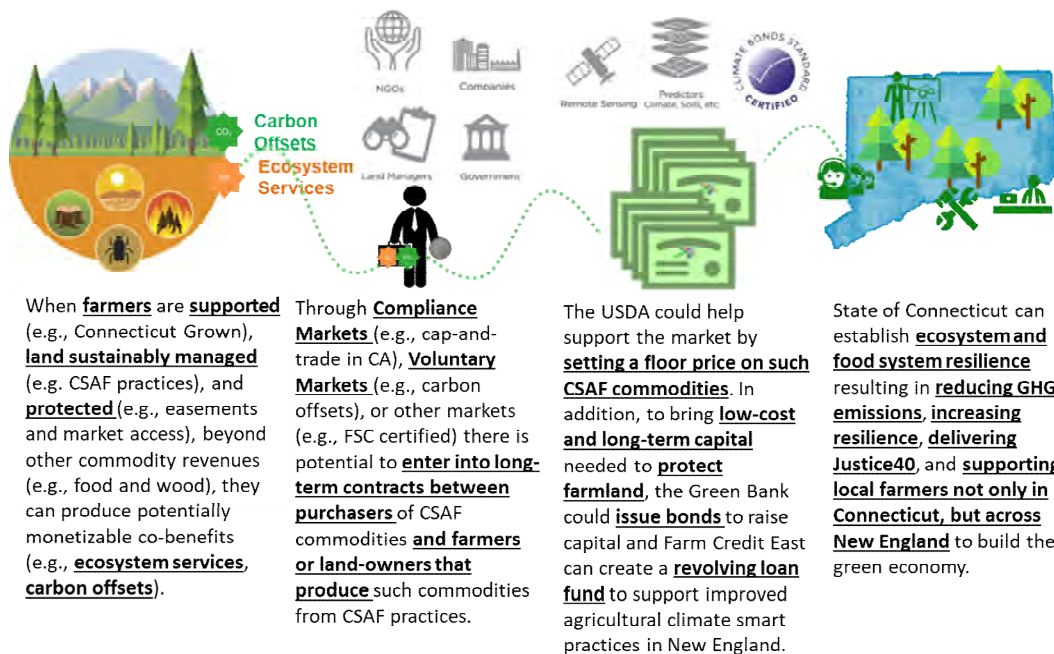 NGOs
Companies
Land Managers
Government
Remote Sensing
Predictors
Climate, Soils, etc.
CLIMATE BONDS STANDARD
CERTIFIED
Carbon
Offsets
Ecosystem
Services
CO₂
When farmers are supported
(e.g., Connecticut Grown),
land sustainably managed
(e.g. CSAF practices), and
protected (e.g., easements
and market access), beyond
other commodity revenues
(e.g., food and wood), they
can produce potentially
monetizable co-benefits
(e.g., ecosystem services,
carbon offsets).
Through Compliance
Markets (e.g., cap-and-
trade in CA), Voluntary
Markets (e.g., carbon
offsets), or other markets
(e.g., FSC certified) there is
potential to enter into long-
term contracts between
purchasers of CSAF
commodities and farmers
or land-owners that
produce such commodities
from CSAF practices.
The USDA could help
support the market by
setting a floor price on such
CSAF commodities. In
addition, to bring low-cost
and long-term capital
needed to protect
farmland, the Green Bank
could issue bonds to raise
capital and Farm Credit East
can create a revolving loan
fund to support improved
agricultural climate smart
practices in New England.
State of Connecticut can
establish ecosystem and
food system resilience
resulting in reducing GHG
emissions, increasing
resilience, delivering
Justice40, and supporting
local farmers not only in
Connecticut, but across
New England to build the
green economy.